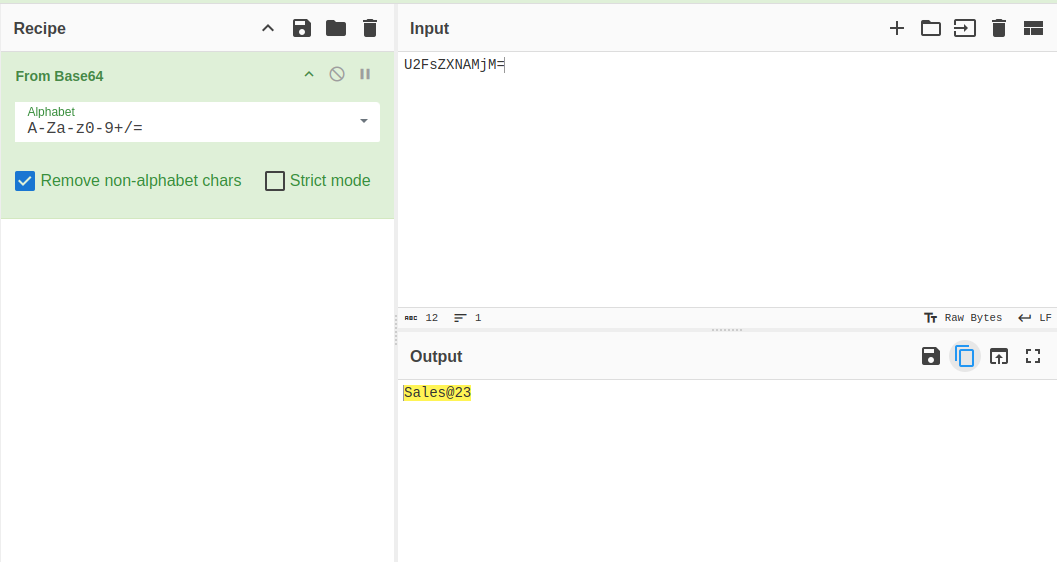 Recipe
From Base64
Alphabet
A-Za-z0-9+/=
Remove non-alphabet chars
Strict mode
Input
U2FsZXNAMjM=
ABC 12 1
Tт Raw Bytes LF
Output
Sales@23